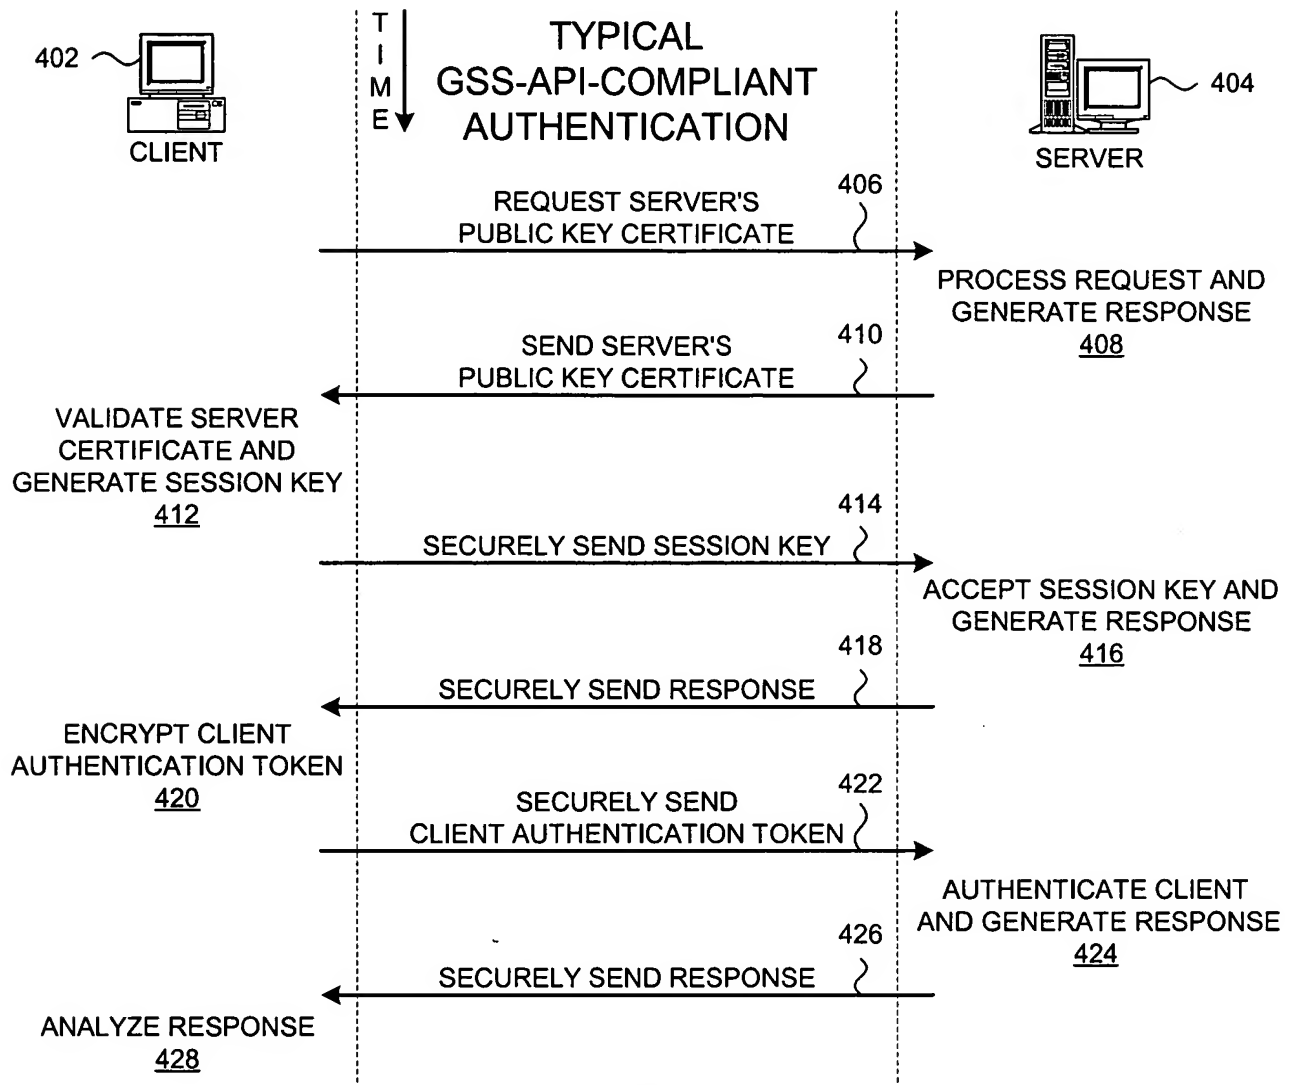 TIME
TYPICAL
GSS-API-COMPLIANT
AUTHENTICATION
402
CLIENT
404
SERVER
REQUEST SERVER'S
PUBLIC KEY CERTIFICATE
406
PROCESS REQUEST AND
GENERATE RESPONSE
408
SEND SERVER'S
PUBLIC KEY CERTIFICATE
410
VALIDATE SERVER
CERTIFICATE AND
GENERATE SESSION KEY
412
SECURELY SEND SESSION KEY
414
ACCEPT SESSION KEY AND
GENERATE RESPONSE
416
SECURELY SEND RESPONSE
418
ENCRYPT CLIENT
AUTHENTICATION TOKEN
420
SECURELY SEND
CLIENT AUTHENTICATION TOKEN
422
AUTHENTICATE CLIENT
AND GENERATE RESPONSE
424
SECURELY SEND RESPONSE
426
ANALYZE RESPONSE
428